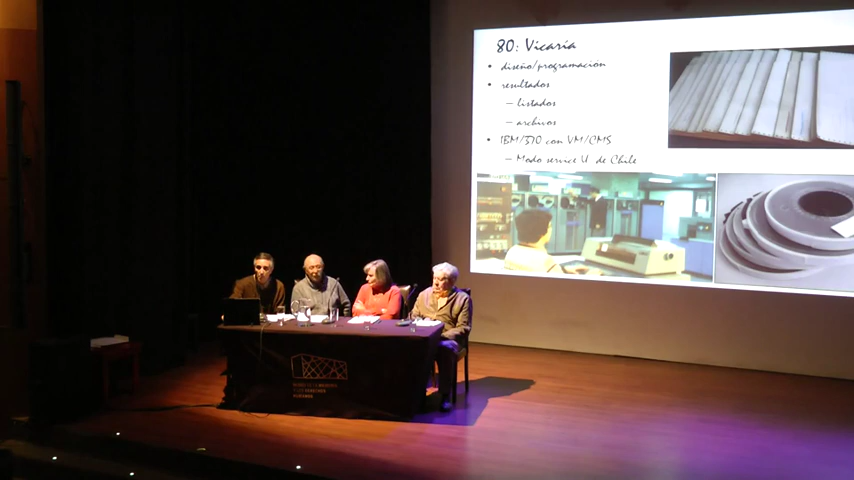 80: Vicaría
• diseño/programación
• resultados
– listados
– archivos
• IBM/370 con VM/CMS
– Modo service U. de Chile